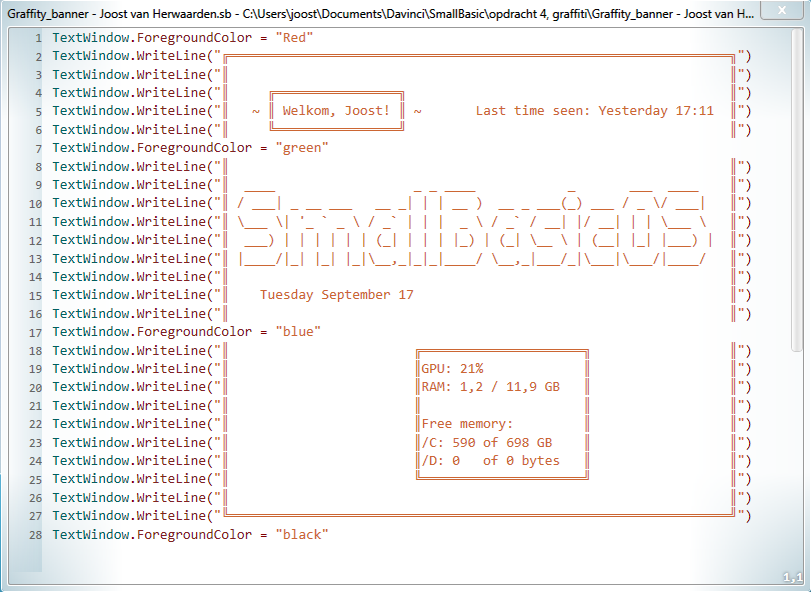 Graffity_banner - Joost van Herwaarden.sb - C:\Users\joost\Documents\Davinci\SmallBasic\opdracht 4, graffiti\Graffity_banner - Joost van H...
1 TextWindow.ForegroundColor = "Red"
2 TextWindow.WriteLine("╔══════════════════════════════════════════════════════════════════╗")
3 TextWindow.WriteLine("║                                                                  ║")
4 TextWindow.WriteLine("║     ╔════════════════╗                                           ║")
5 TextWindow.WriteLine("║   ~ ║ Welkom, Joost! ║ ~       Last time seen: Yesterday 17:11   ║")
6 TextWindow.WriteLine("║     ╚════════════════╝                                           ║")
7 TextWindow.ForegroundColor = "green"
8 TextWindow.WriteLine("║                                                                  ║")
9 TextWindow.WriteLine("║  ____                  _ _ ____            _       ___  ____     ║")
10 TextWindow.WriteLine("║ / ___| _ __ ___   __ _| | | __ )  __ _ ___(_) ___ / _ \/ ___|    ║")
11 TextWindow.WriteLine("║ \___ \| '_ ` _ \ / _` | | |  _ \ / _` / __| |/ __| | | \___ \    ║")
12 TextWindow.WriteLine("║  ___) | | | | | | (_| | | | |_) | (_| \__ \ | (__| |_| |___) |   ║")
13 TextWindow.WriteLine("║ |____/|_| |_| |_|\__,_|_|_|____/ \__,_|___/_|\___|\___/|____/    ║")
14 TextWindow.WriteLine("║                                                                  ║")
15 TextWindow.WriteLine("║    Tuesday September 17                                          ║")
16 TextWindow.WriteLine("║                                                                  ║")
17 TextWindow.ForegroundColor = "blue"
18 TextWindow.WriteLine("║                        ╔═════════════════════╗                   ║")
19 TextWindow.WriteLine("║                        ║GPU: 21%             ║                   ║")
20 TextWindow.WriteLine("║                        ║RAM: 1,2 / 11,9 GB   ║                   ║")
21 TextWindow.WriteLine("║                        ║                     ║                   ║")
22 TextWindow.WriteLine("║                        ║Free memory:         ║                   ║")
23 TextWindow.WriteLine("║                        ║/C: 590 of 698 GB    ║                   ║")
24 TextWindow.WriteLine("║                        ║/D: 0   of 0 bytes   ║                   ║")
25 TextWindow.WriteLine("║                        ╚═════════════════════╝                   ║")
26 TextWindow.WriteLine("║                                                                  ║")
27 TextWindow.WriteLine("╚══════════════════════════════════════════════════════════════════╝")
28 TextWindow.ForegroundColor = "black"
1,1